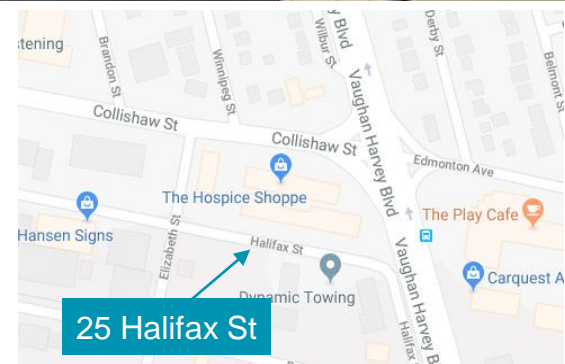 tening
Brandon St
Winnipeg St
Wilbur St
y Blvd
Derby St
Belmont St
Collishaw St
Collishaw St
Vaughan Harvey Blvd
Edmonton Ave
The Hospice Shoppe
The Play Cafe
Hansen Signs
Elizabeth St
Halifax St
Vaughan Harvey B
Carquest A
Dynamic Towing
Halifax
25 Halifax St